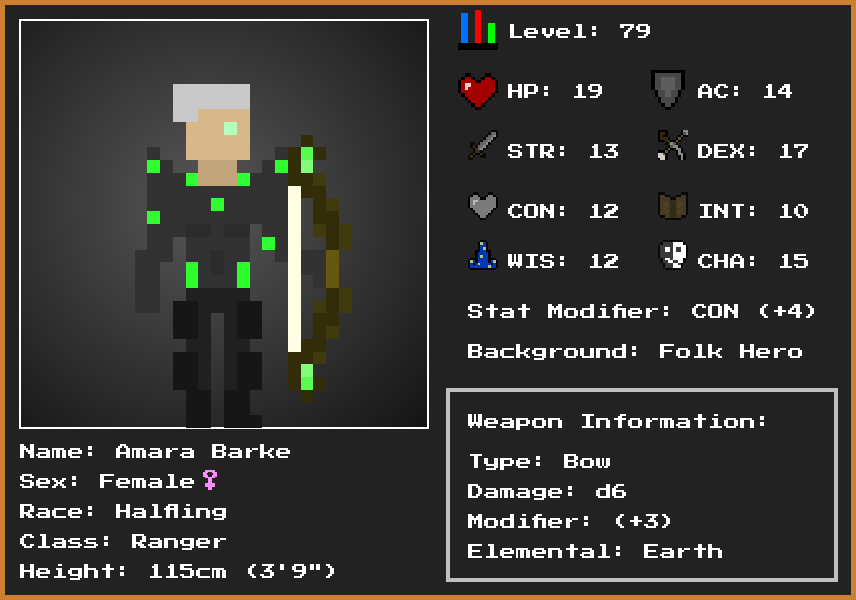 Level: 79
HP: 19
AC: 14
STR: 13
DEX: 17
CON: 12
INT: 10
WIS: 12
CHA: 15
Stat Modifier: CON (+4)
Background: Folk Hero
Weapon Information:
Type: Bow
Damage: d6
Modifier: (+3)
Elemental: Earth
Name: Amara Barke
Sex: Female♀
Race: Halfling
Class: Ranger
Height: 115cm (3'9")